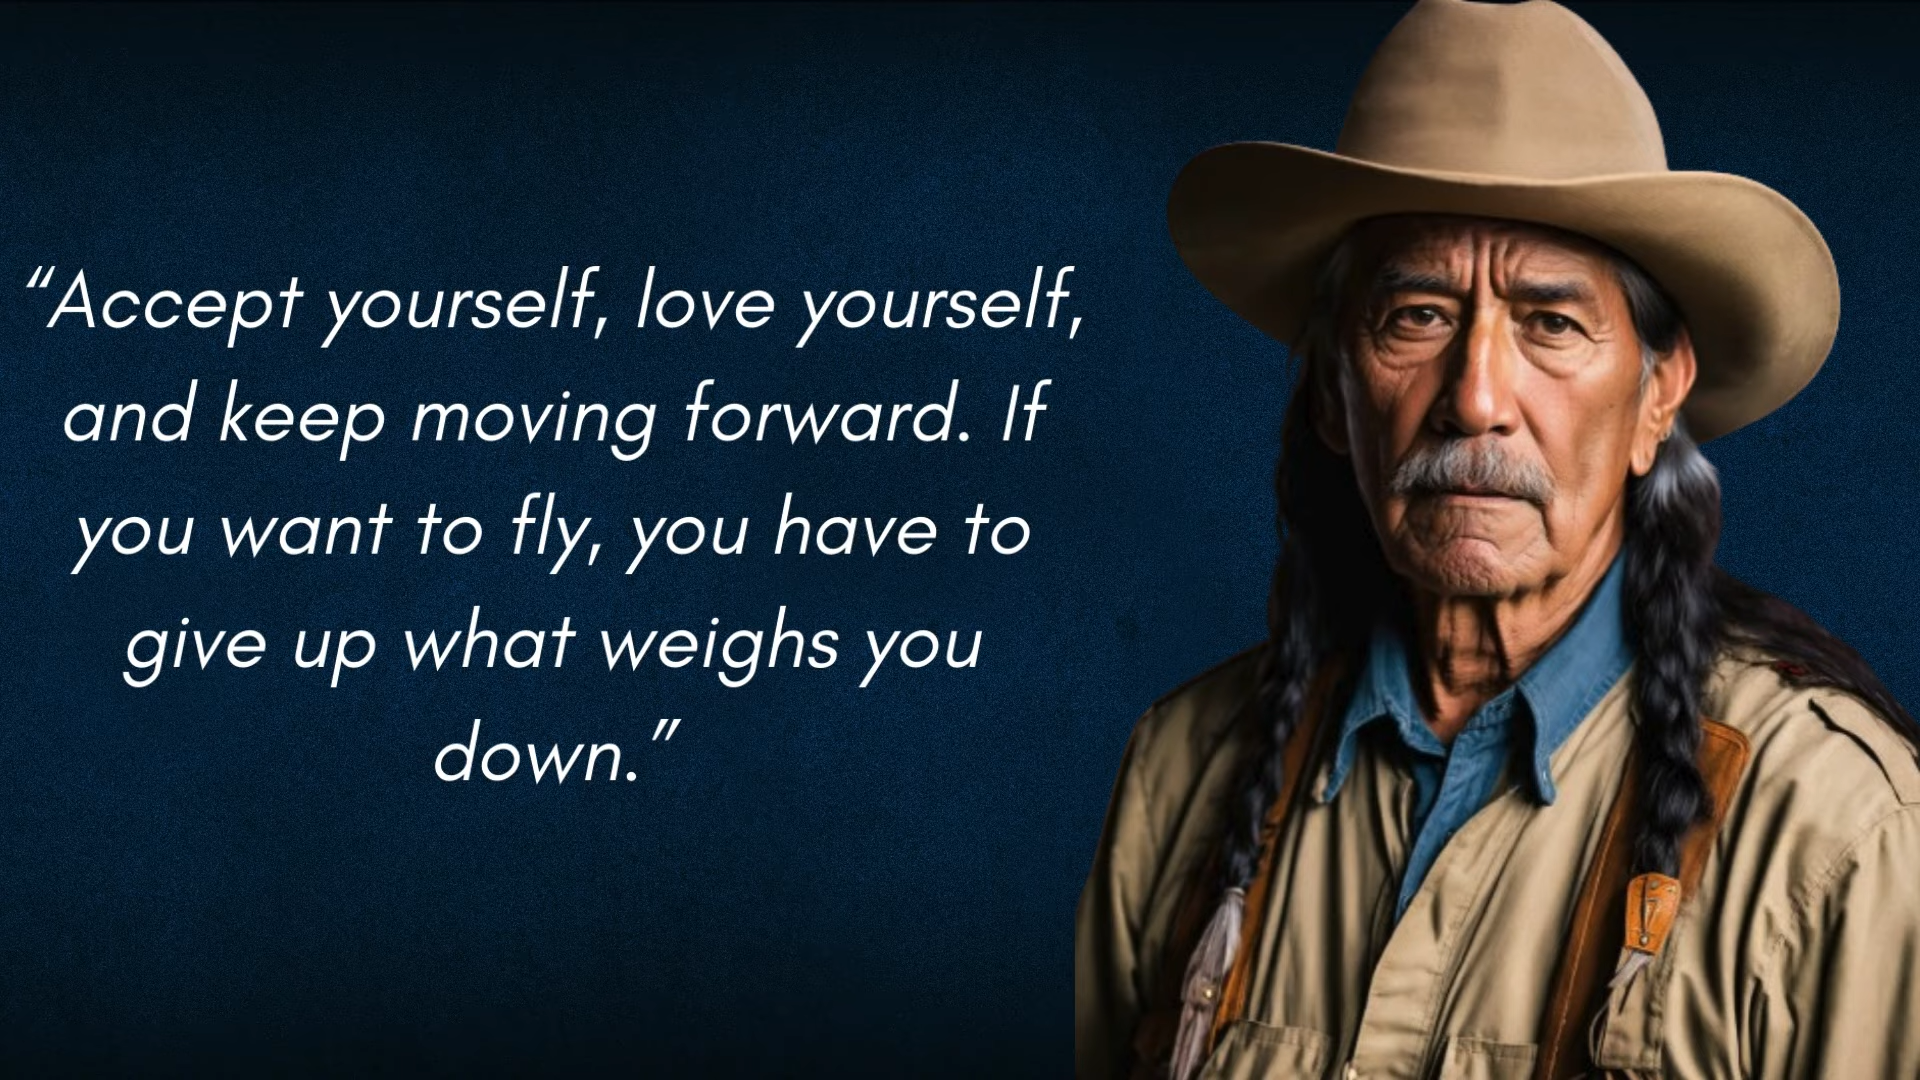 “Accept yourself, love yourself,
and keep moving forward. If
you want to fly, you have to
give up what weighs you
down.”